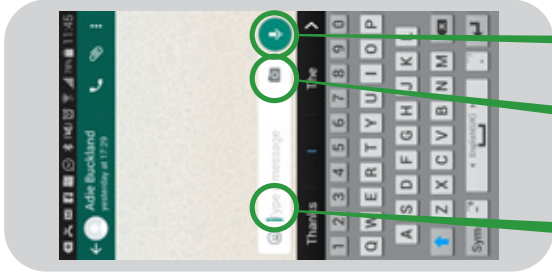 11:45
78%
Adie Buckland
yesterday at 17:29
Type message
Thanks I The
1 2 3 4 5 6 7 8 9 0
Q W E R T Y U I O P
A S D F G H J K L
Z X C V B N M
Sym English(UK)